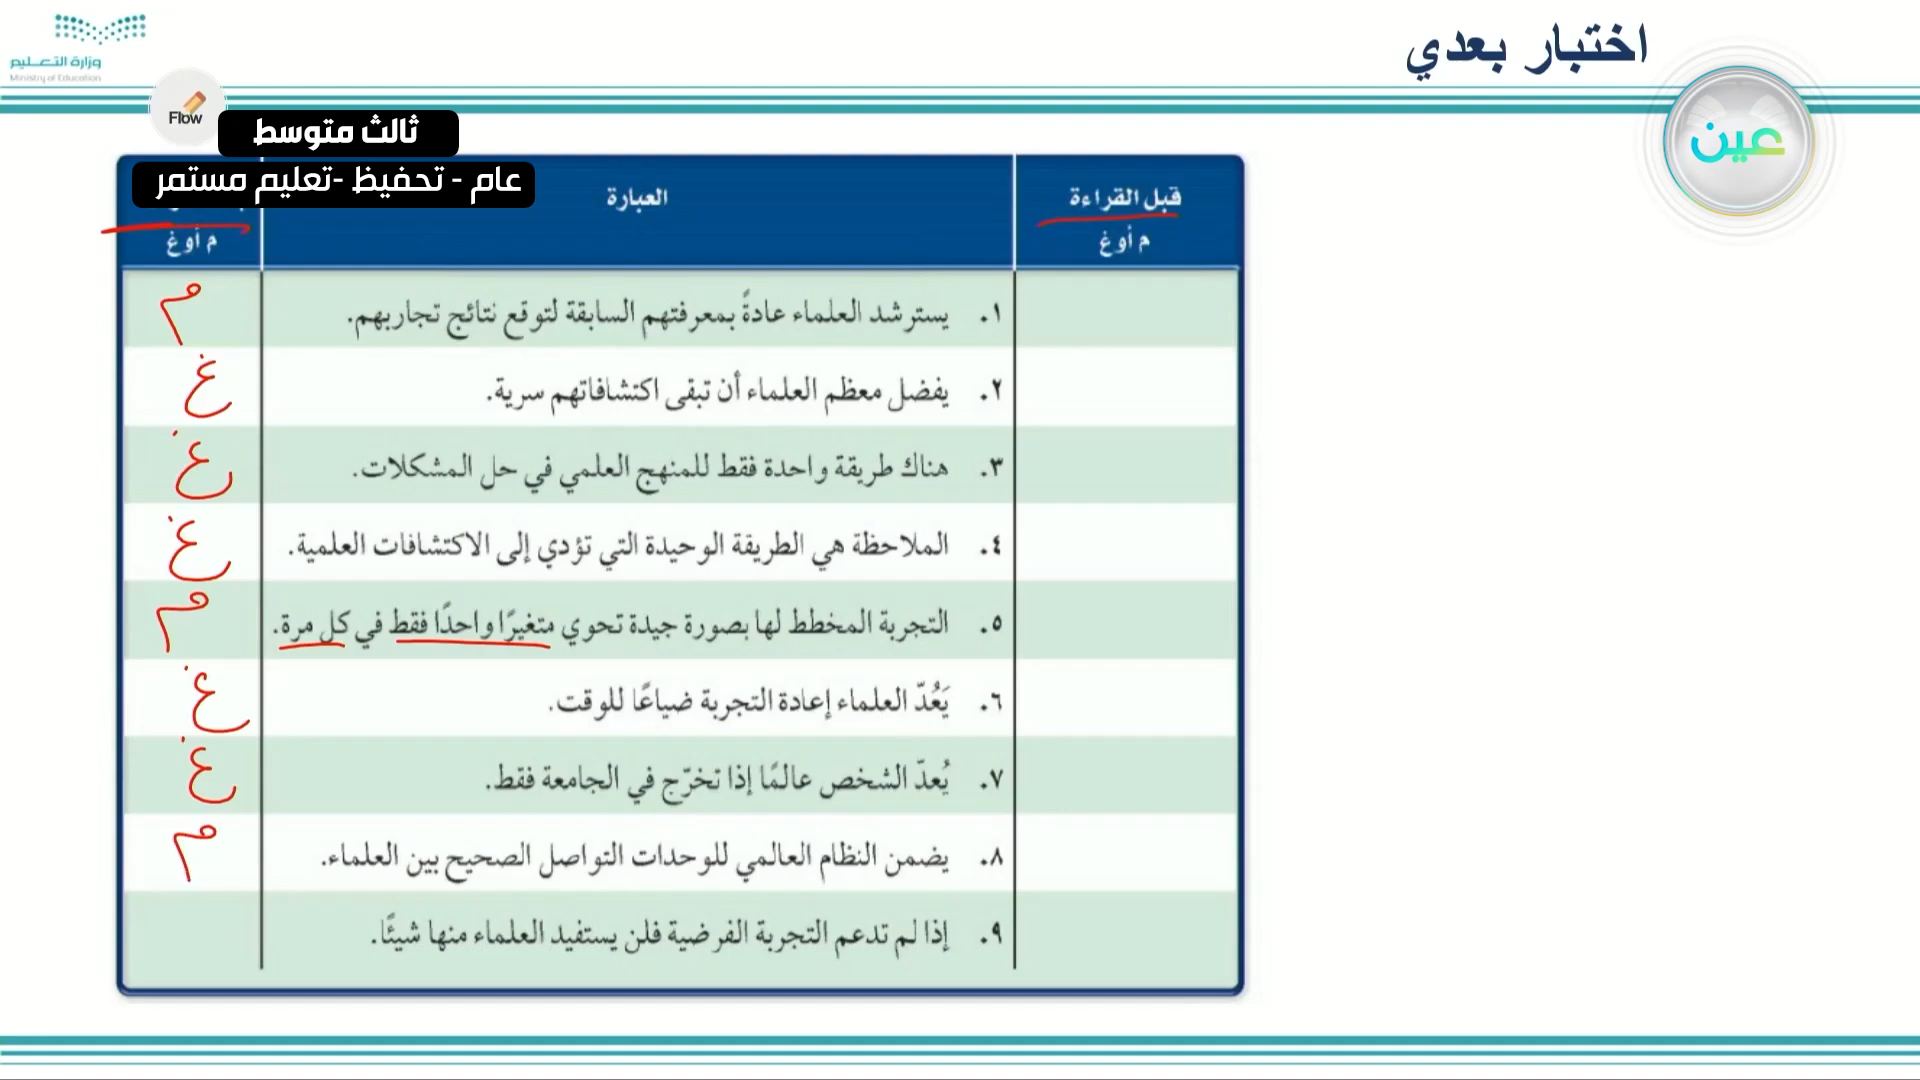 اختبار بعدي
وزارة التعليم
Ministry of Education
عين
Flow
ثالث متوسط
عام - تحفيظ -تعليم مستمر
قبل القراءة
م أو غ
العبارة
م أو غ
١. يسترشد العلماء عادةً بمعرفتهم السابقة لتوقع نتائج تجاربهم.
م
٢. يفضل معظم العلماء أن تبقى اكتشافاتهم سرية.
غ
٣. هناك طريقة واحدة فقط للمنهج العلمي في حل المشكلات.
غ
٤. الملاحظة هي الطريقة الوحيدة التي تؤدي إلى الاكتشافات العلمية.
غ
٥. التجربة المخطط لها بصورة جيدة تحوي متغيرًا واحدًا فقط في كل مرة.
م
٦. يَعُدّ العلماء إعادة التجربة ضياعًا للوقت.
غ
٧. يُعدّ الشخص عالمًا إذا تخرّج في الجامعة فقط.
غ
٨. يضمن النظام العالمي للوحدات التواصل الصحيح بين العلماء.
م
٩. إذا لم تدعم التجربة الفرضية فلن يستفيد العلماء منها شيئًا.